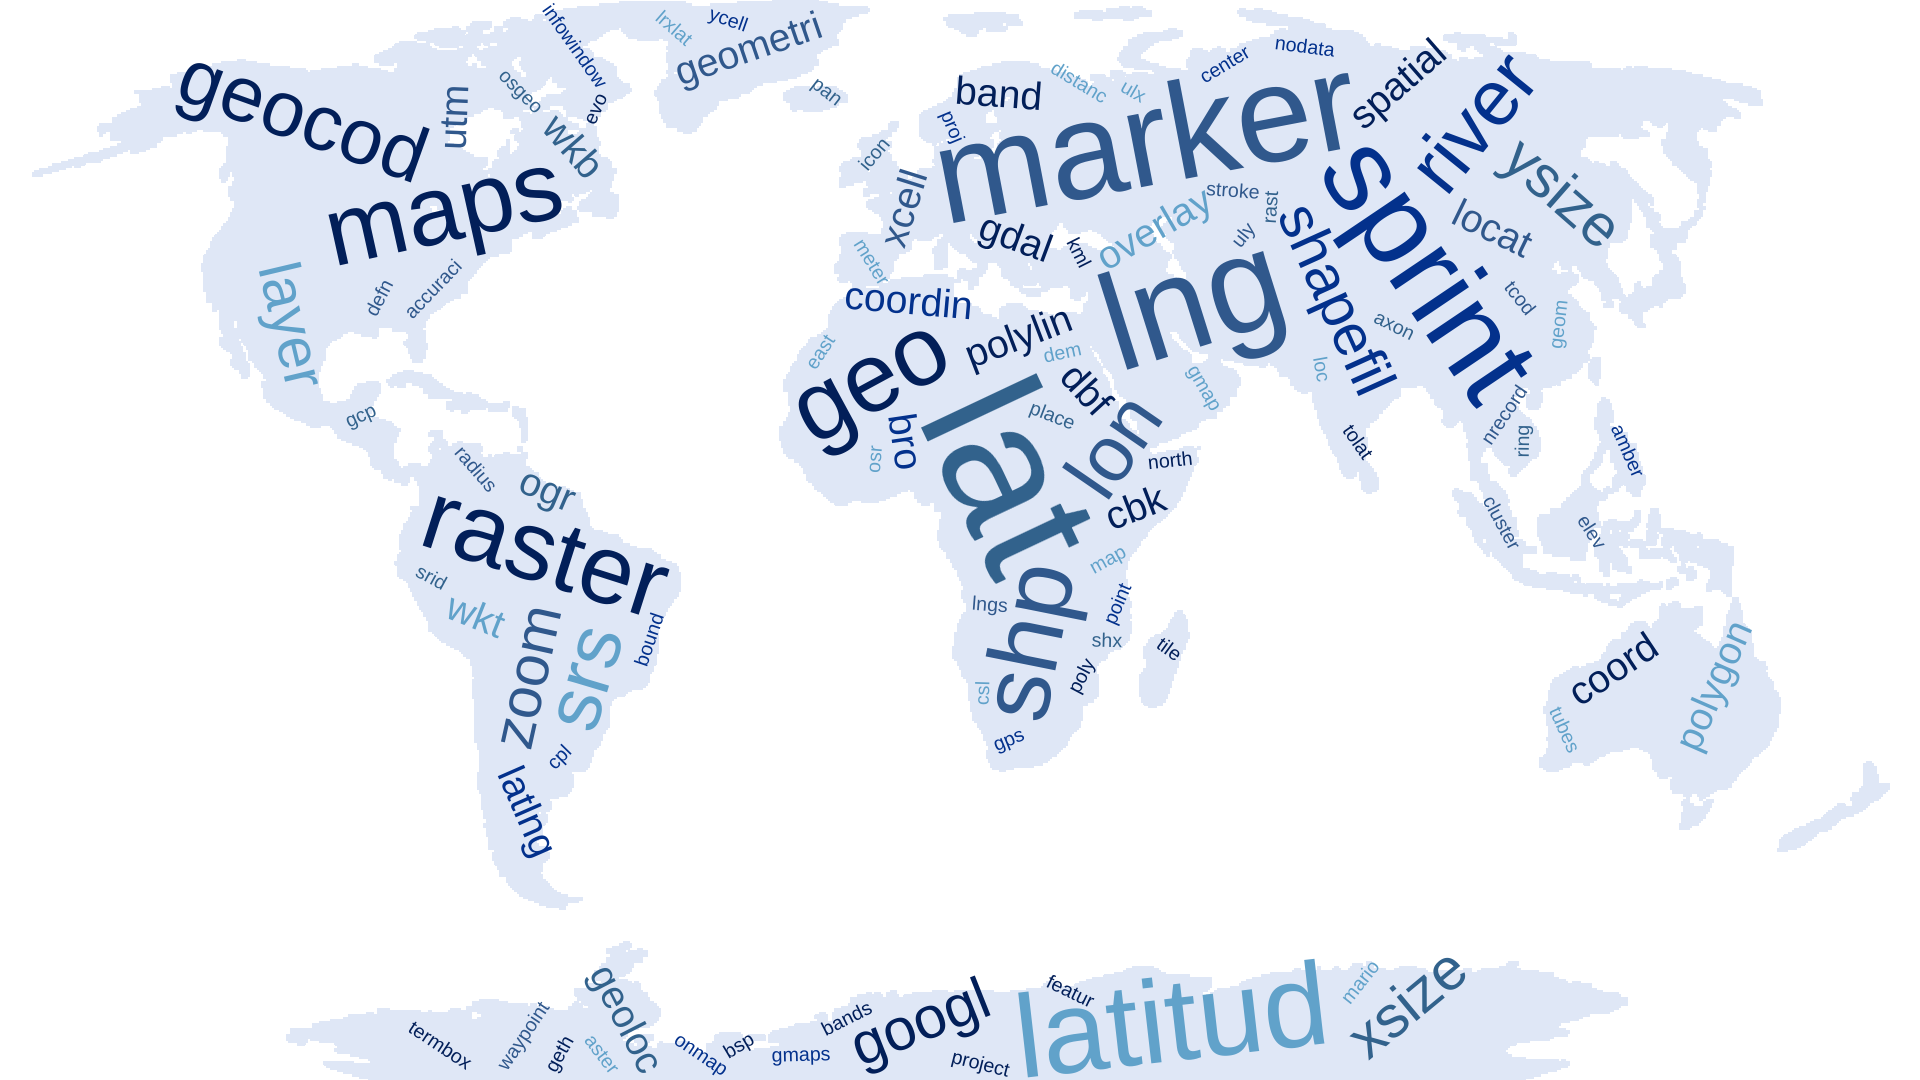 lrxlat
ycell
infowindow
geometri
pan
geocod
utm
osgeo
evo
wkb
maps
layer
defn
accuraci
gcp
radius
ogr
raster
srid
wkt
zoom
srs
bound
cpl
latlng
center
nodata
spatial
river
distanc
ulx
band
proj
icon
marker
xcell
meter
gdal
kml
overlay
stroke
rast
uly
sprint
ysize
locat
shapefil
lng
tcod
geom
axon
loc
gmap
coordin
east
polylin
dem
geo
dbf
place
bro
osr
lat
lon
north
cbk
tolat
nrecord
ring
amber
cluster
elev
map
lngs
shp
point
shx
tile
poly
csl
gps
coord
polygon
tubes
geoloc
termbox
waypoint
geth
aster
onmap
bsp
gmaps
bands
googl
project
featur
latitud
mario
xsize